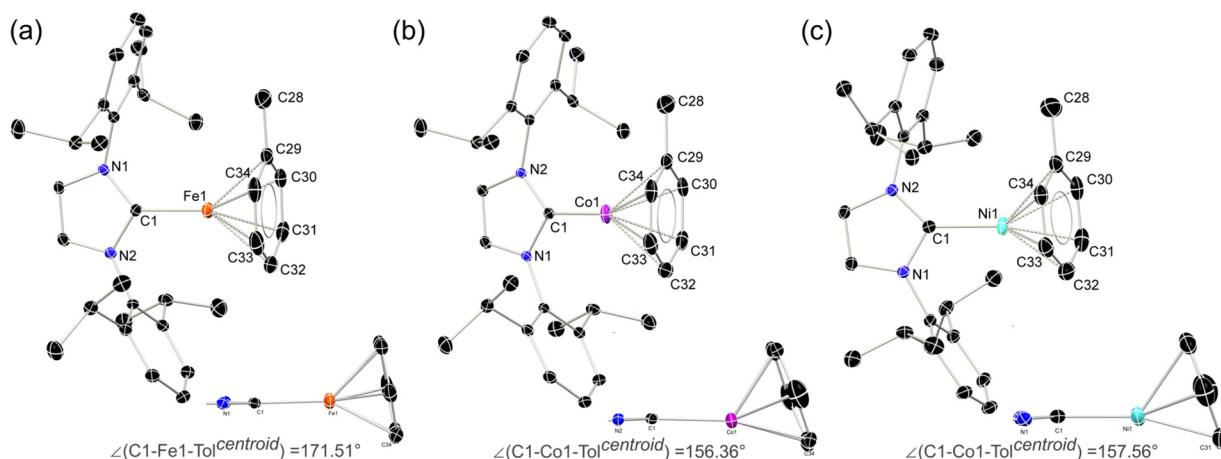 (a)
C28
N1
C29
C34
C30
Fe1
C1
C31
N2
C33
C32
N1
C1
Fe1
C34
∠(C1-Fe1-Tol centroid) =171.51°
(b)
C28
N2
C29
C34
C30
Co1
C1
C31
N1
C33
C32
N2
C1
Co1
C34
∠(C1-Co1-Tol centroid) =156.36°
(c)
C28
C29
N2
C34
C30
Ni1
C1
C31
N1
C33
C32
N1
C1
Ni1
C31
∠(C1-Co1-Tol centroid) =157.56°